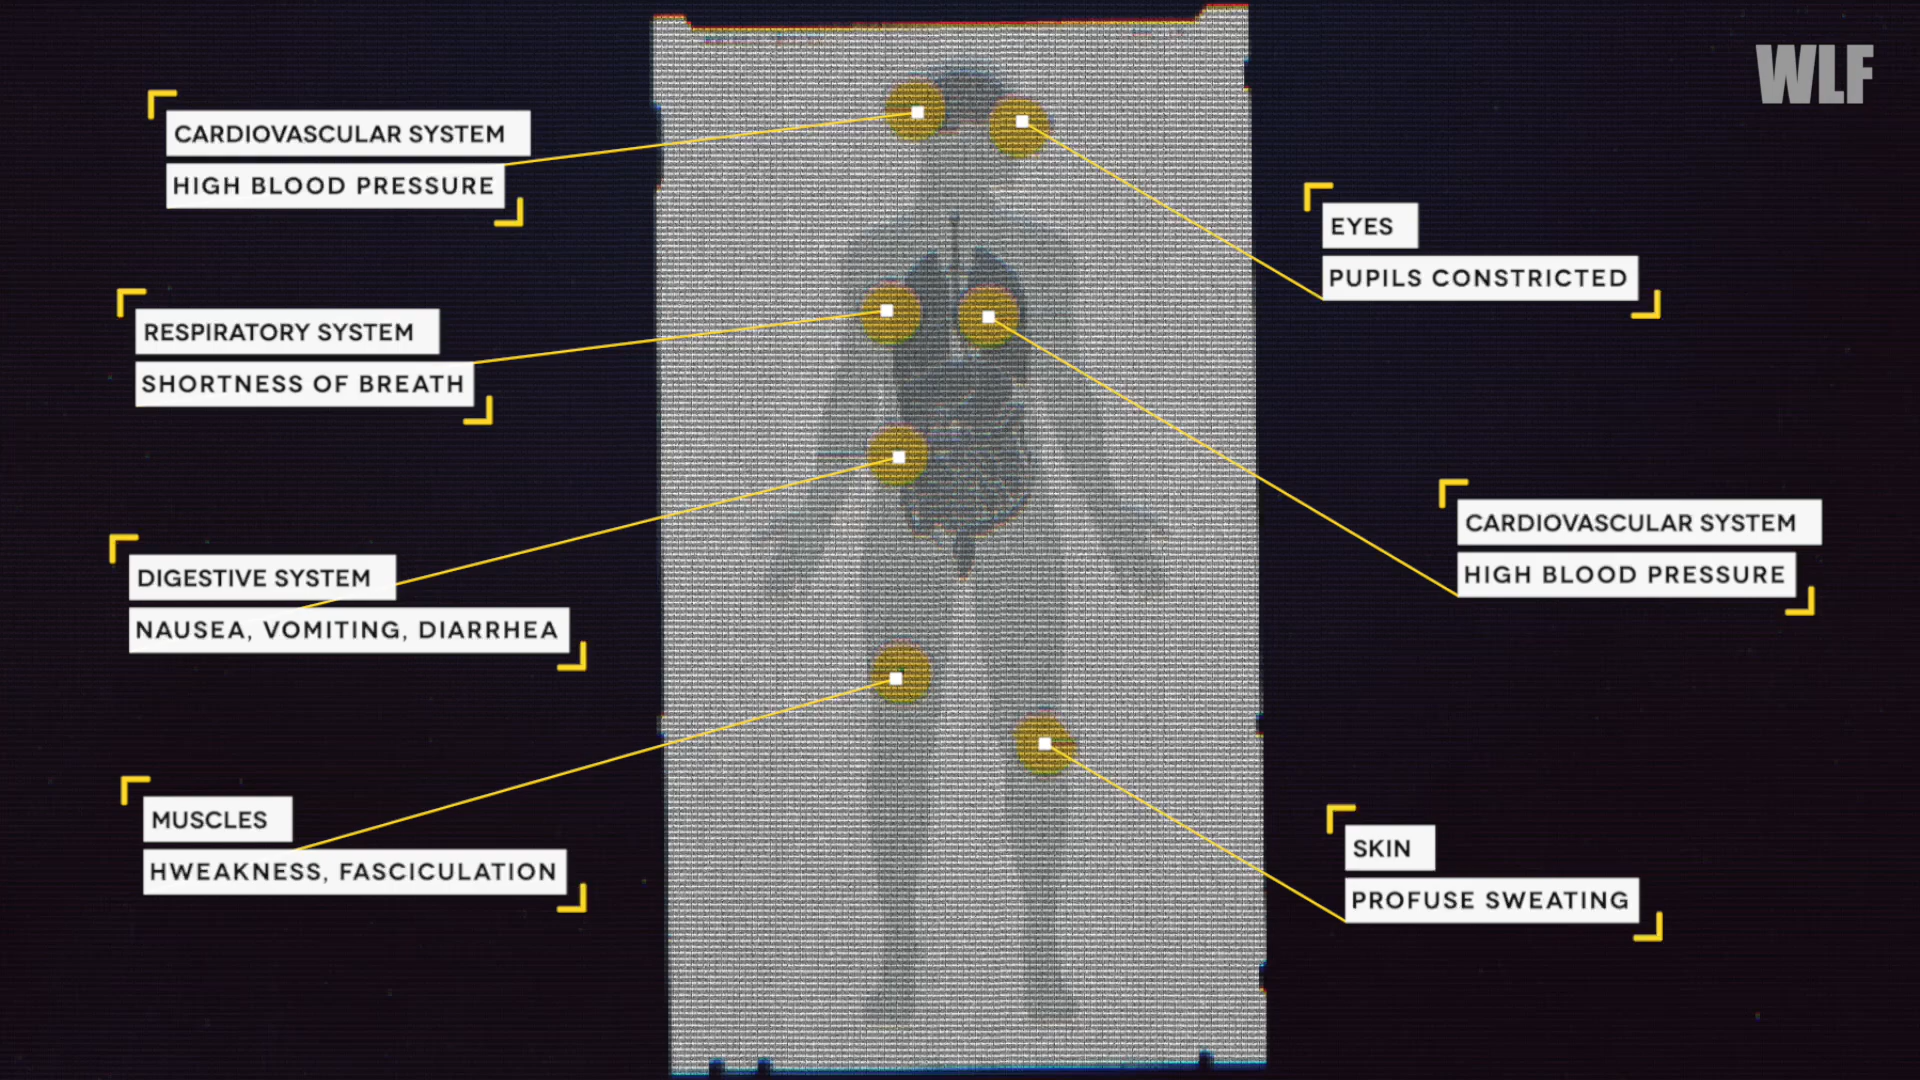 WLF
CARDIOVASCULAR SYSTEM
HIGH BLOOD PRESSURE
EYES
PUPILS CONSTRICTED
RESPIRATORY SYSTEM
SHORTNESS OF BREATH
CARDIOVASCULAR SYSTEM
HIGH BLOOD PRESSURE
DIGESTIVE SYSTEM
NAUSEA, VOMITING, DIARRHEA
MUSCLES
HWEAKNESS, FASCICULATION
SKIN
PROFUSE SWEATING